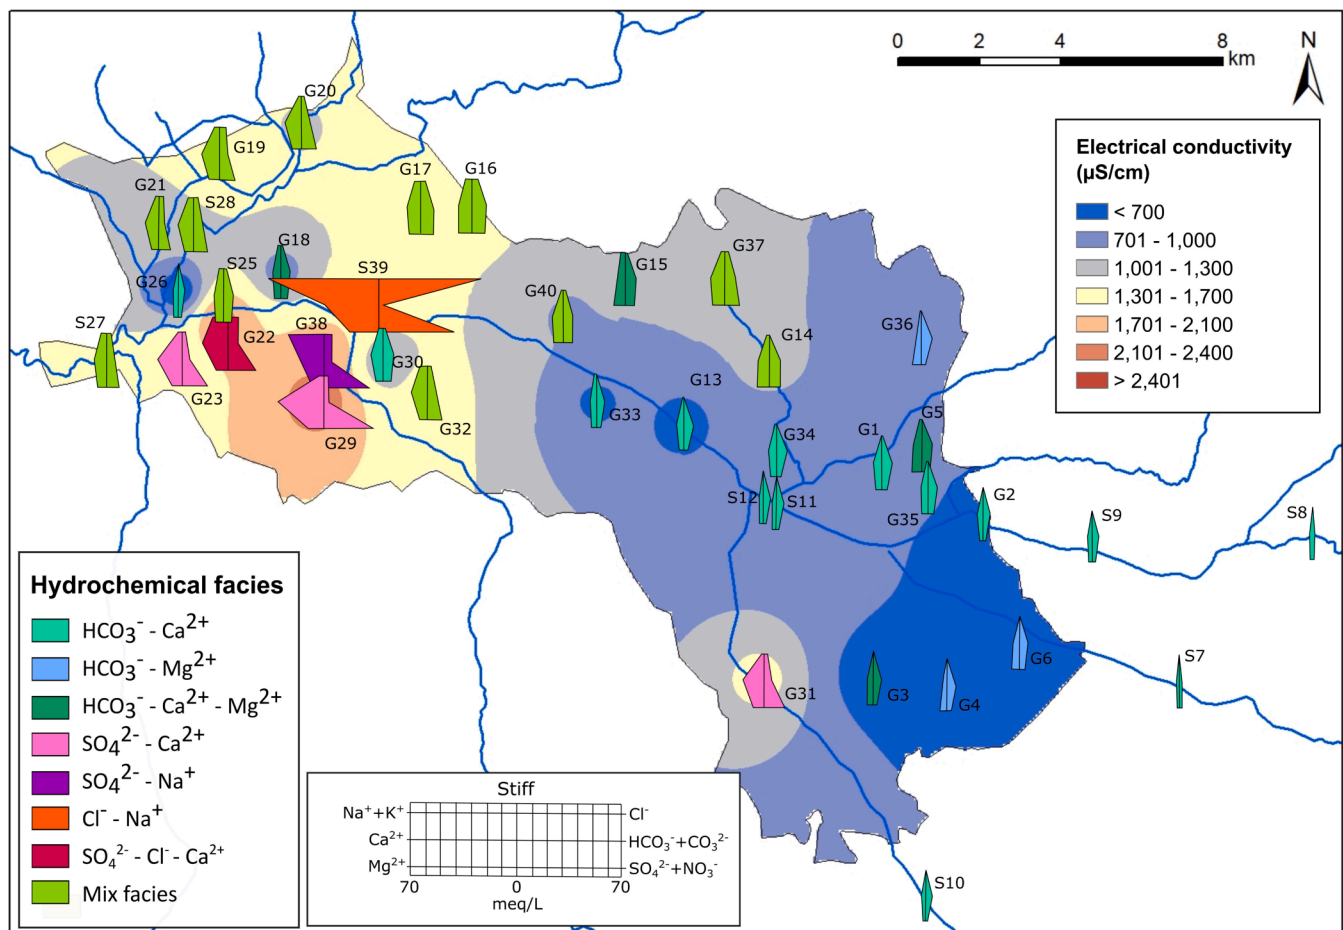 0 2 4 8 km
N
Electrical conductivity
(µS/cm)
< 700
701 - 1,000
1,001 - 1,300
1,301 - 1,700
1,701 - 2,100
2,101 - 2,400
> 2,401
G20
G19
G17
G16
G21
S28
G18
S39
G15
G37
G26
S25
G40
G36
S27
G22
G38
G30
G14
G23
G33
G13
G29
G32
G34
G1
G5
S12
S11
G35
G2
S9
S8
G31
G3
G4
G6
S7
S10
Hydrochemical facies
HCO₃⁻ - Ca²⁺
HCO₃⁻ - Mg²⁺
HCO₃⁻ - Ca²⁺ - Mg²⁺
SO₄²⁻ - Ca²⁺
SO₄²⁻ - Na⁺
Cl⁻ - Na⁺
SO₄²⁻ - Cl⁻ - Ca²⁺
Mix facies
Stiff
Na⁺+K⁺ Cl⁻
Ca²⁺ HCO₃⁻+CO₃²⁻
Mg²⁺ SO₄²⁻+NO₃⁻
70 0 70
meq/L